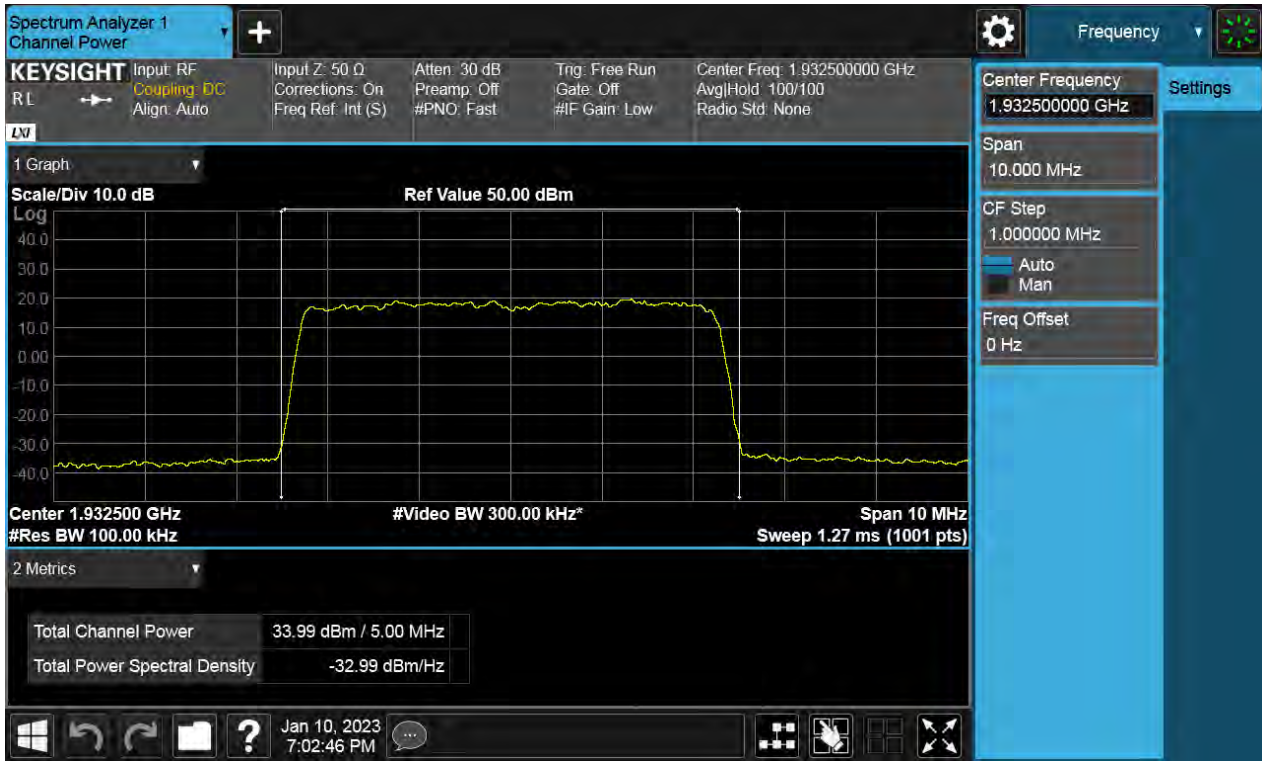 Spectrum Analyzer 1
Channel Power
+
Frequency
KEYSIGHT
RL
LXI
Input: RF
Coupling: DC
Align: Auto
Input Z: 50 Ω
Corrections: On
Freq Ref: Int (S)
Atten: 30 dB
Preamp: Off
#PNO: Fast
Trig: Free Run
Gate: Off
#IF Gain: Low
Center Freq: 1.932500000 GHz
Avg|Hold: 100/100
Radio Std: None
Center Frequency
1.932500000 GHz
Settings
Span
10.000 MHz
CF Step
1.000000 MHz
Auto
Man
Freq Offset
0 Hz
1 Graph
Scale/Div 10.0 dB
Ref Value 50.00 dBm
Log
40.0
30.0
20.0
10.0
0.00
-10.0
-20.0
-30.0
-40.0
Center 1.932500 GHz
#Video BW 300.00 kHz*
Span 10 MHz
#Res BW 100.00 kHz
Sweep 1.27 ms (1001 pts)
2 Metrics
Total Channel Power 33.99 dBm / 5.00 MHz
Total Power Spectral Density -32.99 dBm/Hz
?
Jan 10, 2023
7:02:46 PM